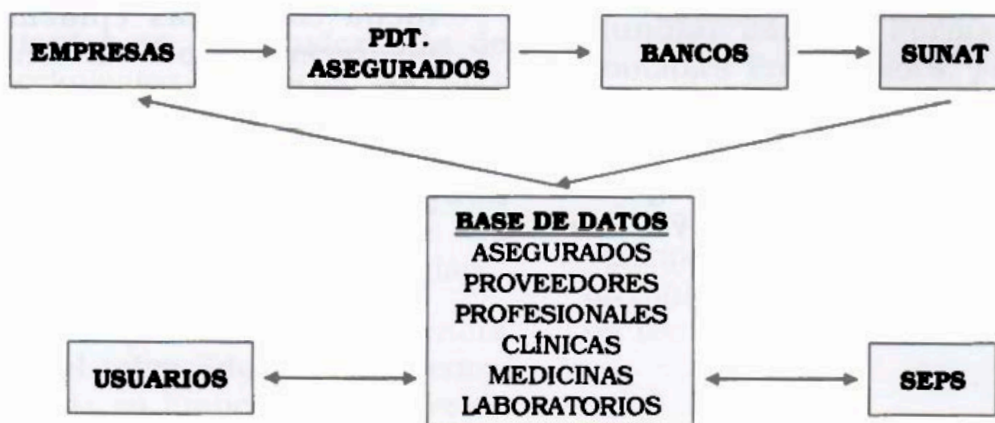 EMPRESAS
PDT.
ASEGURADOS
BANCOS
SUNAT
BASE DE DATOS
ASEGURADOS
PROVEEDORES
PROFESIONALES
CLÍNICAS
MEDICINAS
LABORATORIOS
USUARIOS
SEPS